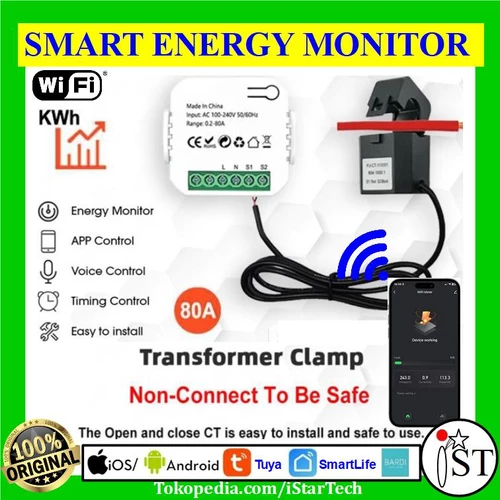 SMART ENERGY MONITOR
WiFi
KWh
Made In China
Input: AC 100-240V 50/60Hz
Range: 0.2-80A
L N S1 S2
Energy Monitor
APP Control
Voice Control
Timing Control
Easy to install
80A
Transformer Clamp
Non-Connect To Be Safe
The Open and close CT is easy to install and safe to use.
Device working
100% ORIGINAL
iOS/ Android Tuya SmartLife BARDI
iST
Tokopedia.com/iStarTech